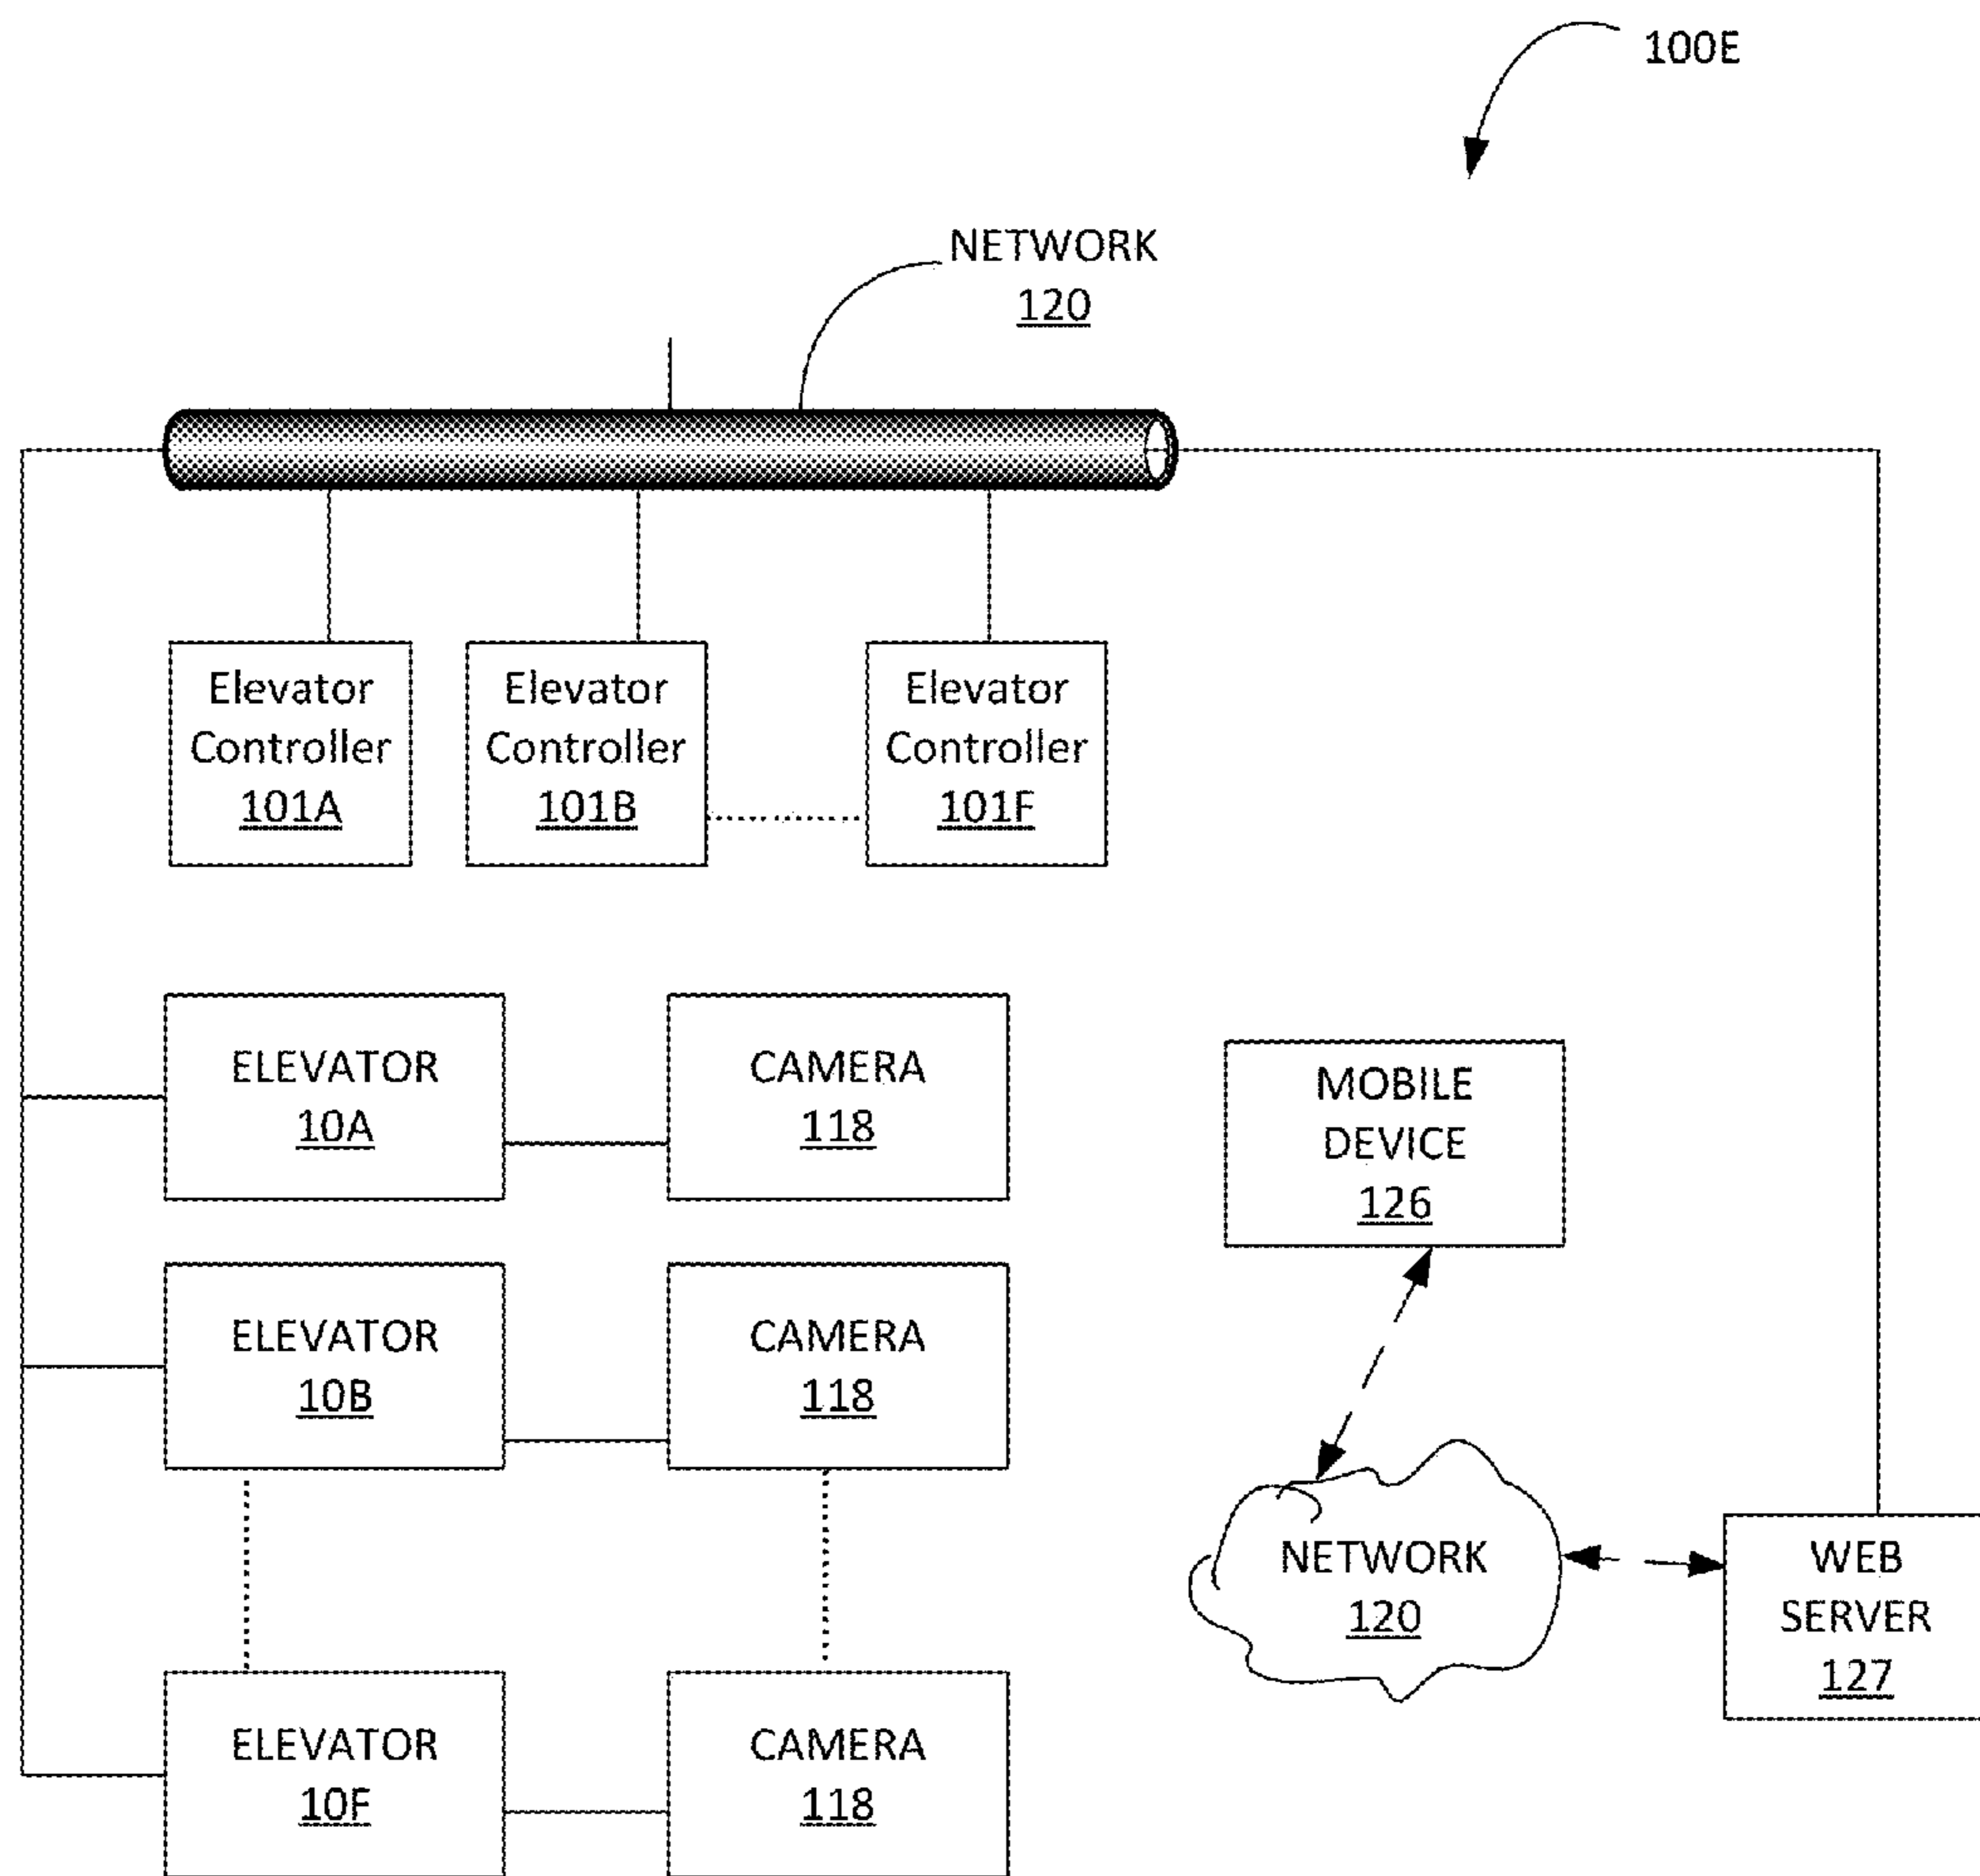 100E
NETWORK
120
Elevator
Controller
101A
Elevator
Controller
101B
Elevator
Controller
101F
ELEVATOR
10A
CAMERA
118
MOBILE
DEVICE
126
ELEVATOR
10B
CAMERA
118
NETWORK
120
WEB
SERVER
127
ELEVATOR
10F
CAMERA
118